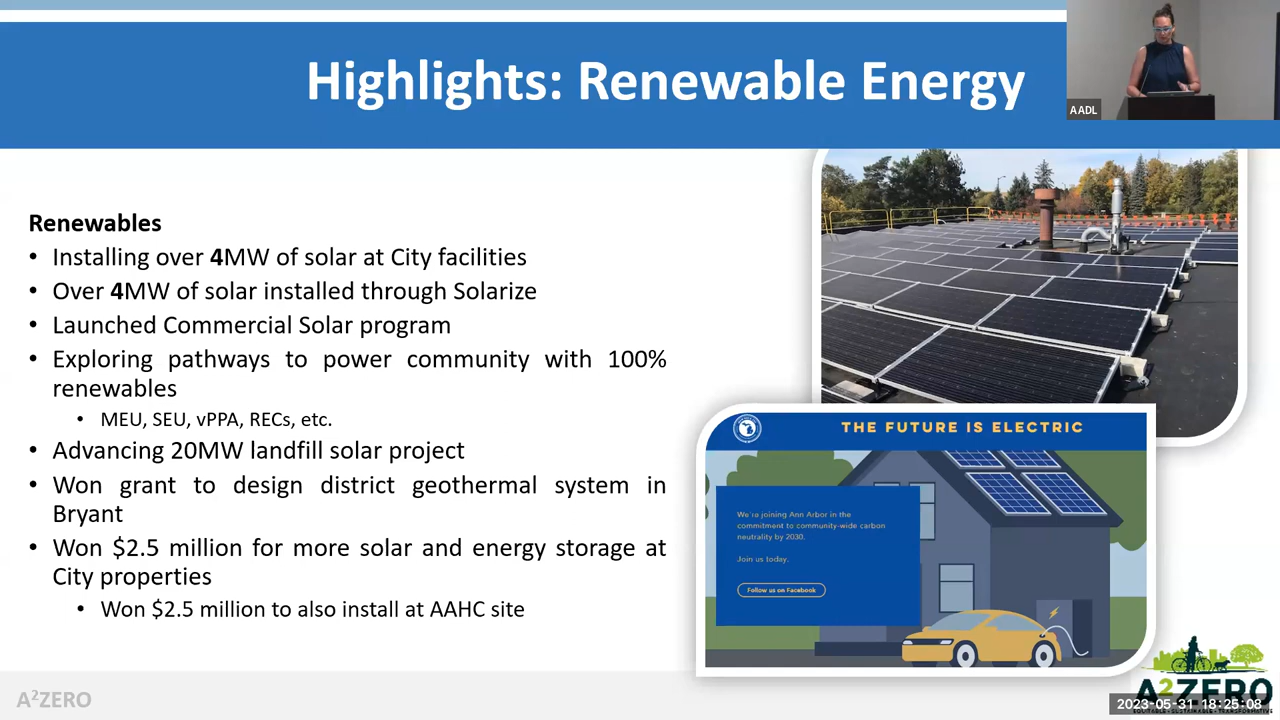 Highlights: Renewable Energy
AADL
Renewables
• Installing over 4MW of solar at City facilities
• Over 4MW of solar installed through Solarize
• Launched Commercial Solar program
• Exploring pathways to power community with 100%
renewables
• MEU, SEU, vPPA, RECs, etc.
• Advancing 20MW landfill solar project
• Won grant to design district geothermal system in
Bryant
• Won $2.5 million for more solar and energy storage at
City properties
• Won $2.5 million to also install at AAHC site
THE FUTURE IS ELECTRIC
We're joining Ann Arbor in the
commitment to community-wide carbon
neutrality by 2030.
Join us today.
Follow us on Facebook
A²ZERO
A²ZERO
2023-05-31 18:25:08